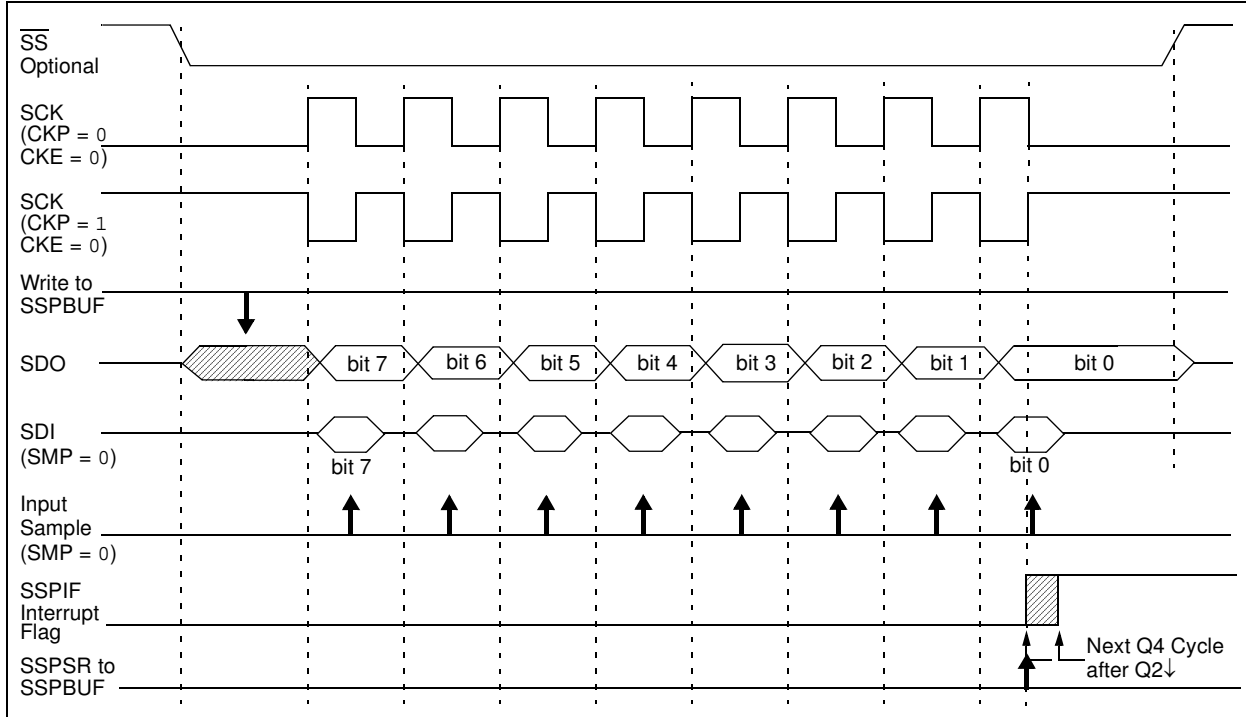 SS
Optional
SCK
(CKP = 0
CKE = 0)
SCK
(CKP = 1
CKE = 0)
Write to
SSPBUF
SDO
bit 7
bit 6
bit 5
bit 4
bit 3
bit 2
bit 1
bit 0
SDI
(SMP = 0)
bit 7
bit 0
Input
Sample
(SMP = 0)
SSPIF
Interrupt
Flag
Next Q4 Cycle
after Q2↓
SSPSR to
SSPBUF